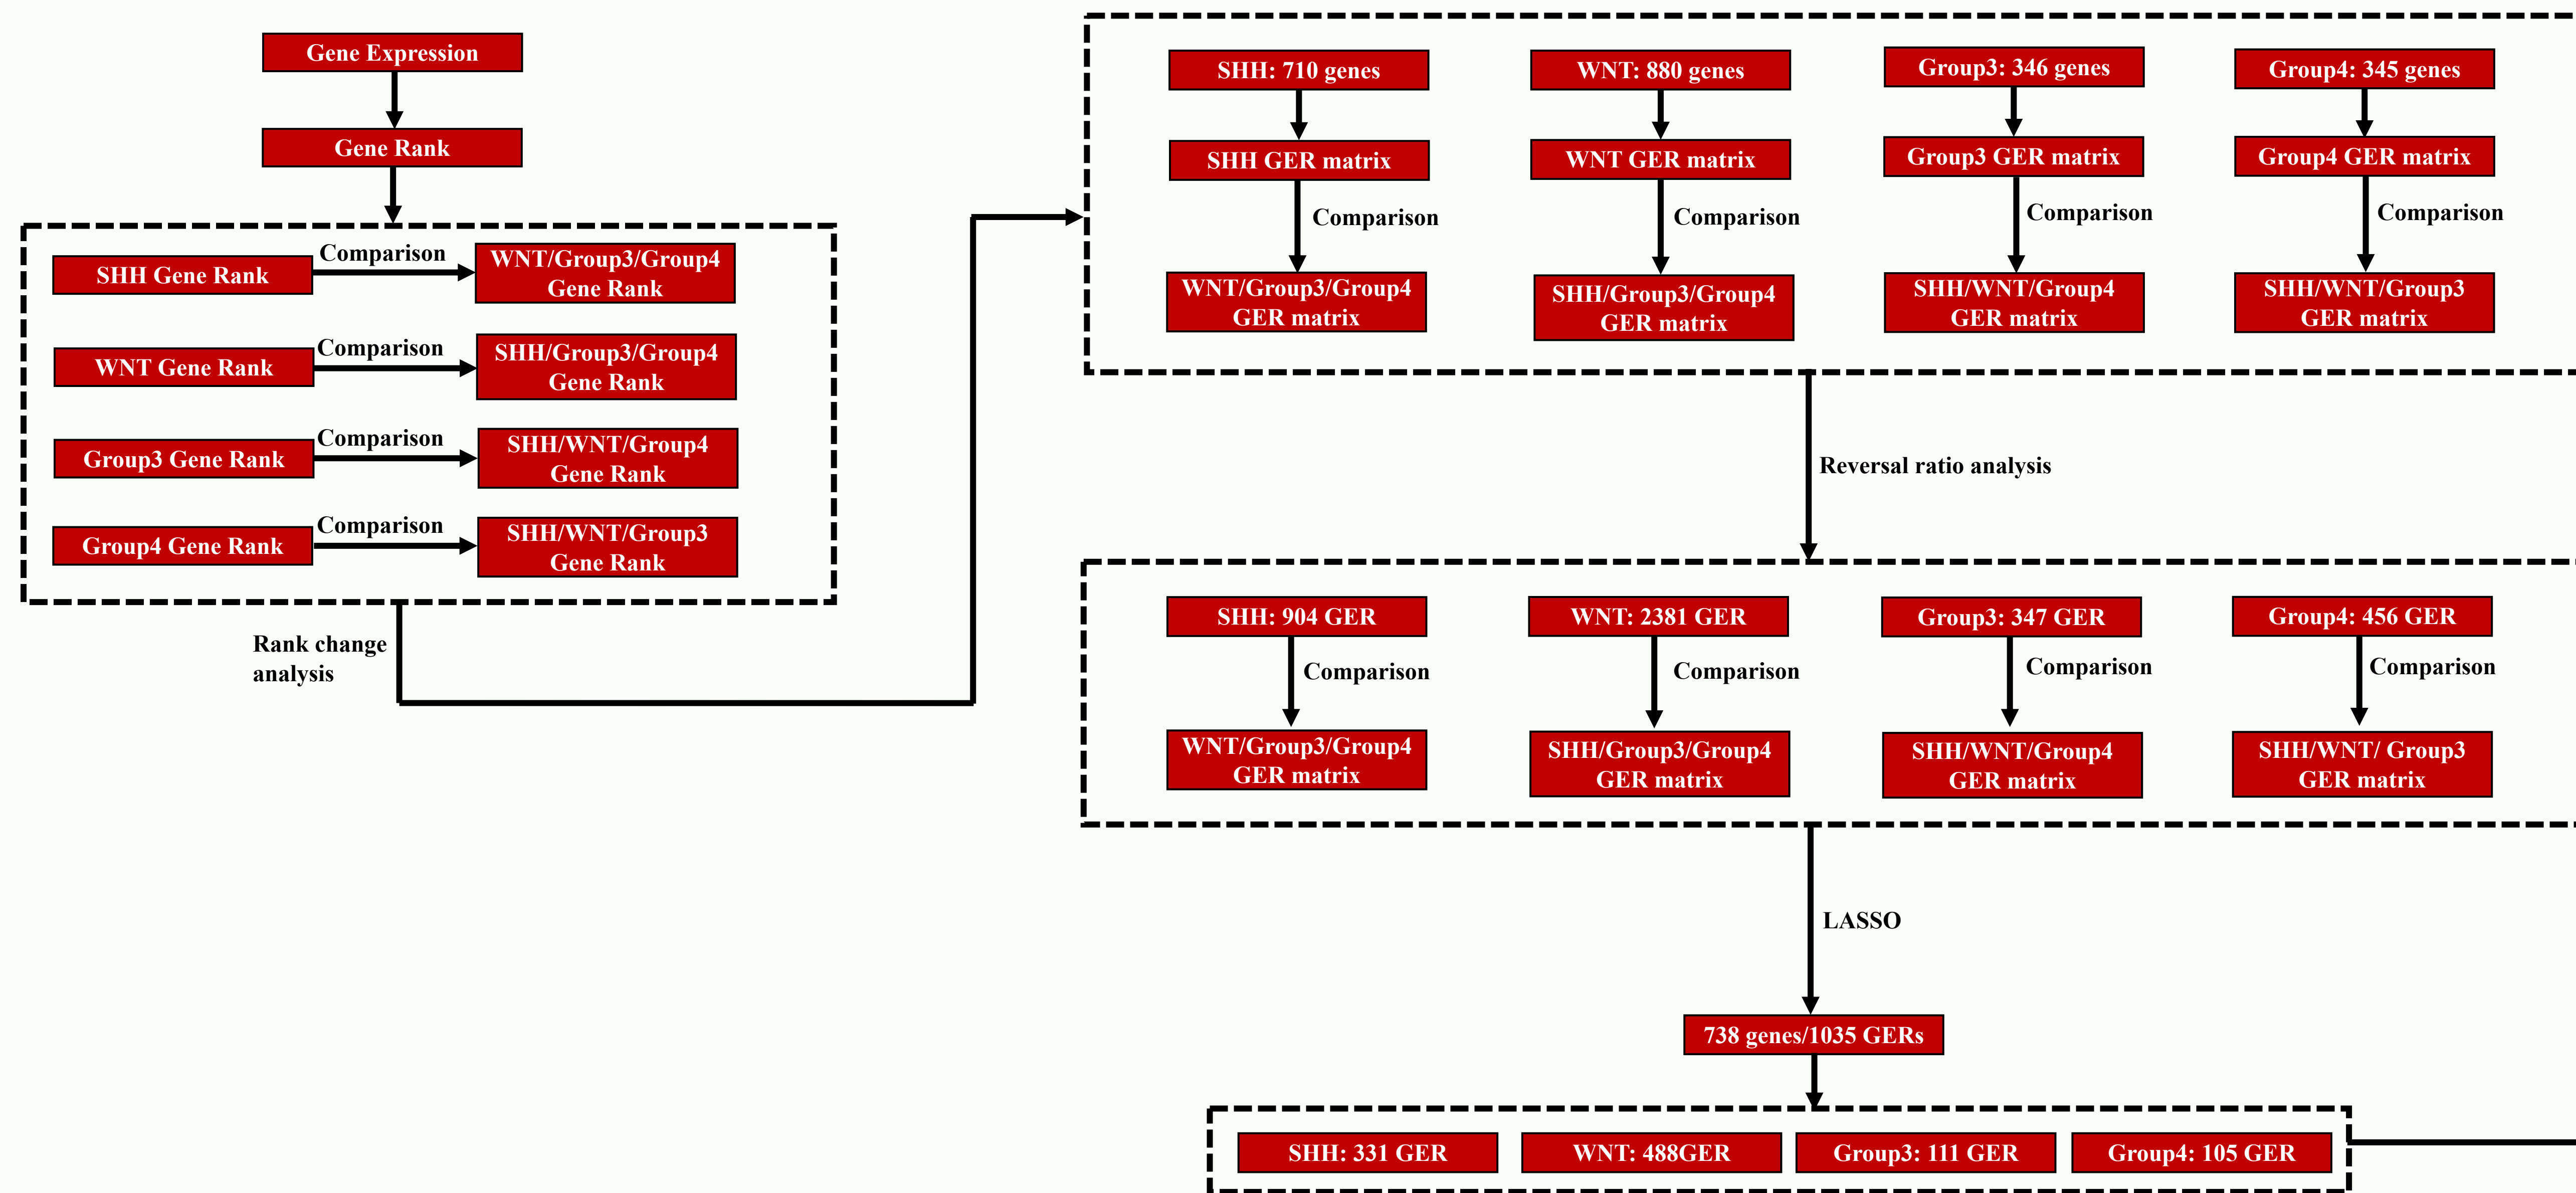 Gene Expression
Gene Rank
SHH Gene Rank
Comparison
WNT/Group3/Group4
Gene Rank
WNT Gene Rank
Comparison
SHH/Group3/Group4
Gene Rank
Group3 Gene Rank
Comparison
SHH/WNT/Group4
Gene Rank
Group4 Gene Rank
Comparison
SHH/WNT/Group3
Gene Rank
Rank change
analysis
SHH: 710 genes
WNT: 880 genes
Group3: 346 genes
Group4: 345 genes
SHH GER matrix
WNT GER matrix
Group3 GER matrix
Group4 GER matrix
Comparison
Comparison
Comparison
Comparison
WNT/Group3/Group4
GER matrix
SHH/Group3/Group4
GER matrix
SHH/WNT/Group4
GER matrix
SHH/WNT/Group3
GER matrix
Reversal ratio analysis
SHH: 904 GER
WNT: 2381 GER
Group3: 347 GER
Group4: 456 GER
Comparison
Comparison
Comparison
Comparison
WNT/Group3/Group4
GER matrix
SHH/Group3/Group4
GER matrix
SHH/WNT/Group4
GER matrix
SHH/WNT/ Group3
GER matrix
LASSO
738 genes/1035 GERs
SHH: 331 GER
WNT: 488GER
Group3: 111 GER
Group4: 105 GER